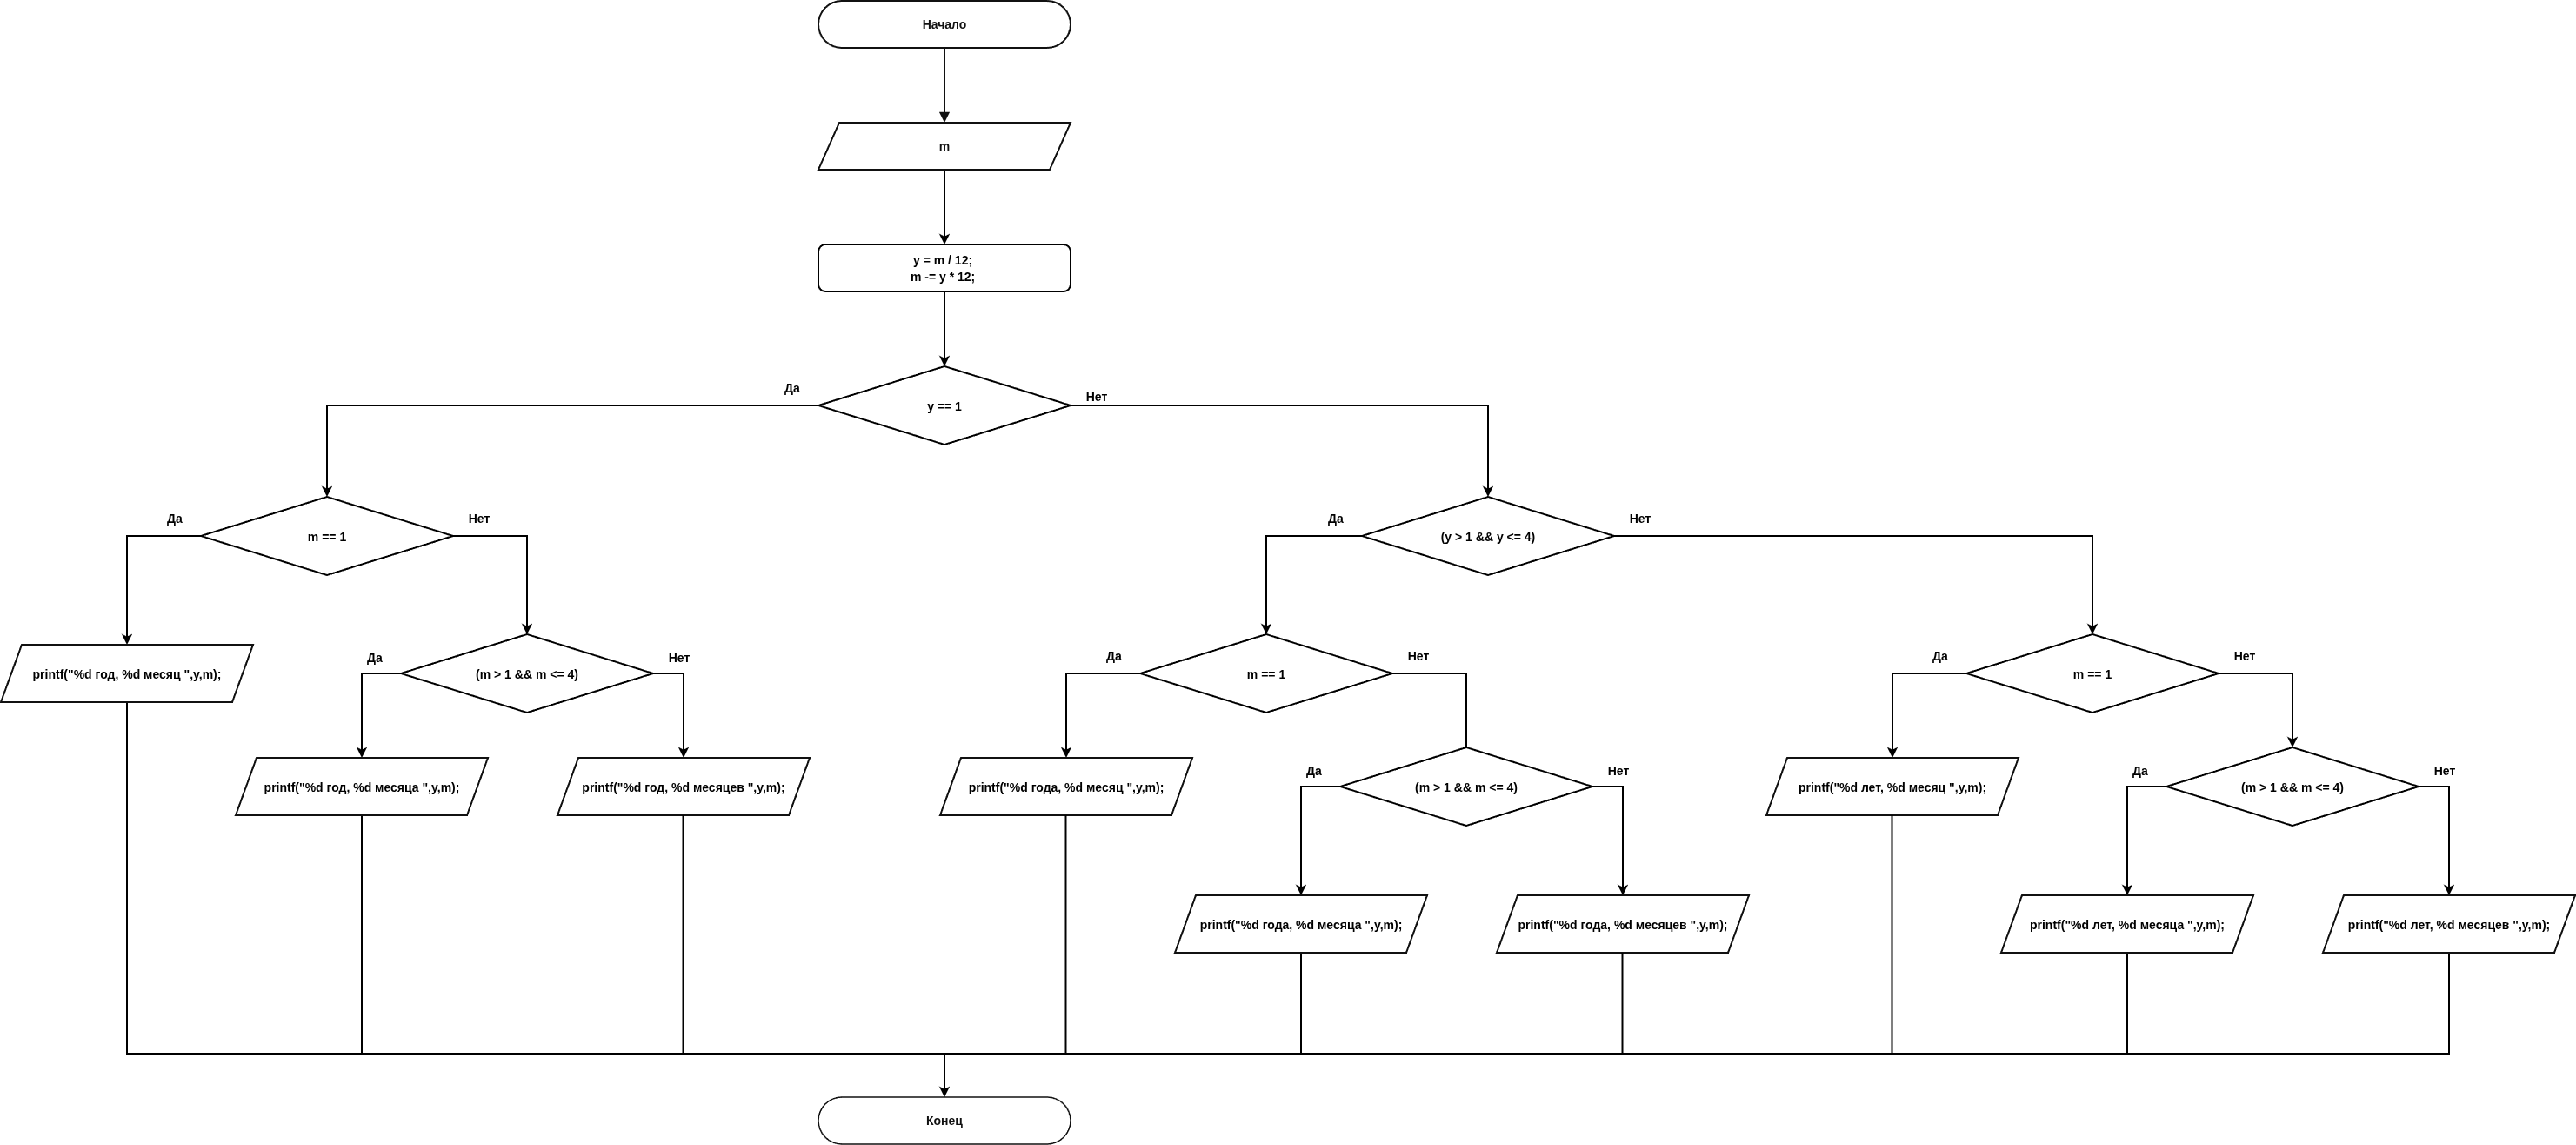 Начало
m
y = m / 12;
m -= y * 12;
Да
Нет
y == 1
Да
Нет
Да
Нет
m == 1
(y > 1 && y <= 4)
Да
Нет
Да
Нет
Да
Нет
printf("%d год, %d месяц ",y,m);
(m > 1 && m <= 4)
m == 1
m == 1
Да
Нет
Да
Нет
printf("%d год, %d месяца ",y,m);
printf("%d год, %d месяцев ",y,m);
printf("%d года, %d месяц ",y,m);
(m > 1 && m <= 4)
printf("%d лет, %d месяц ",y,m);
(m > 1 && m <= 4)
printf("%d года, %d месяца ",y,m);
printf("%d года, %d месяцев ",y,m);
printf("%d лет, %d месяца ",y,m);
printf("%d лет, %d месяцев ",y,m);
Конец